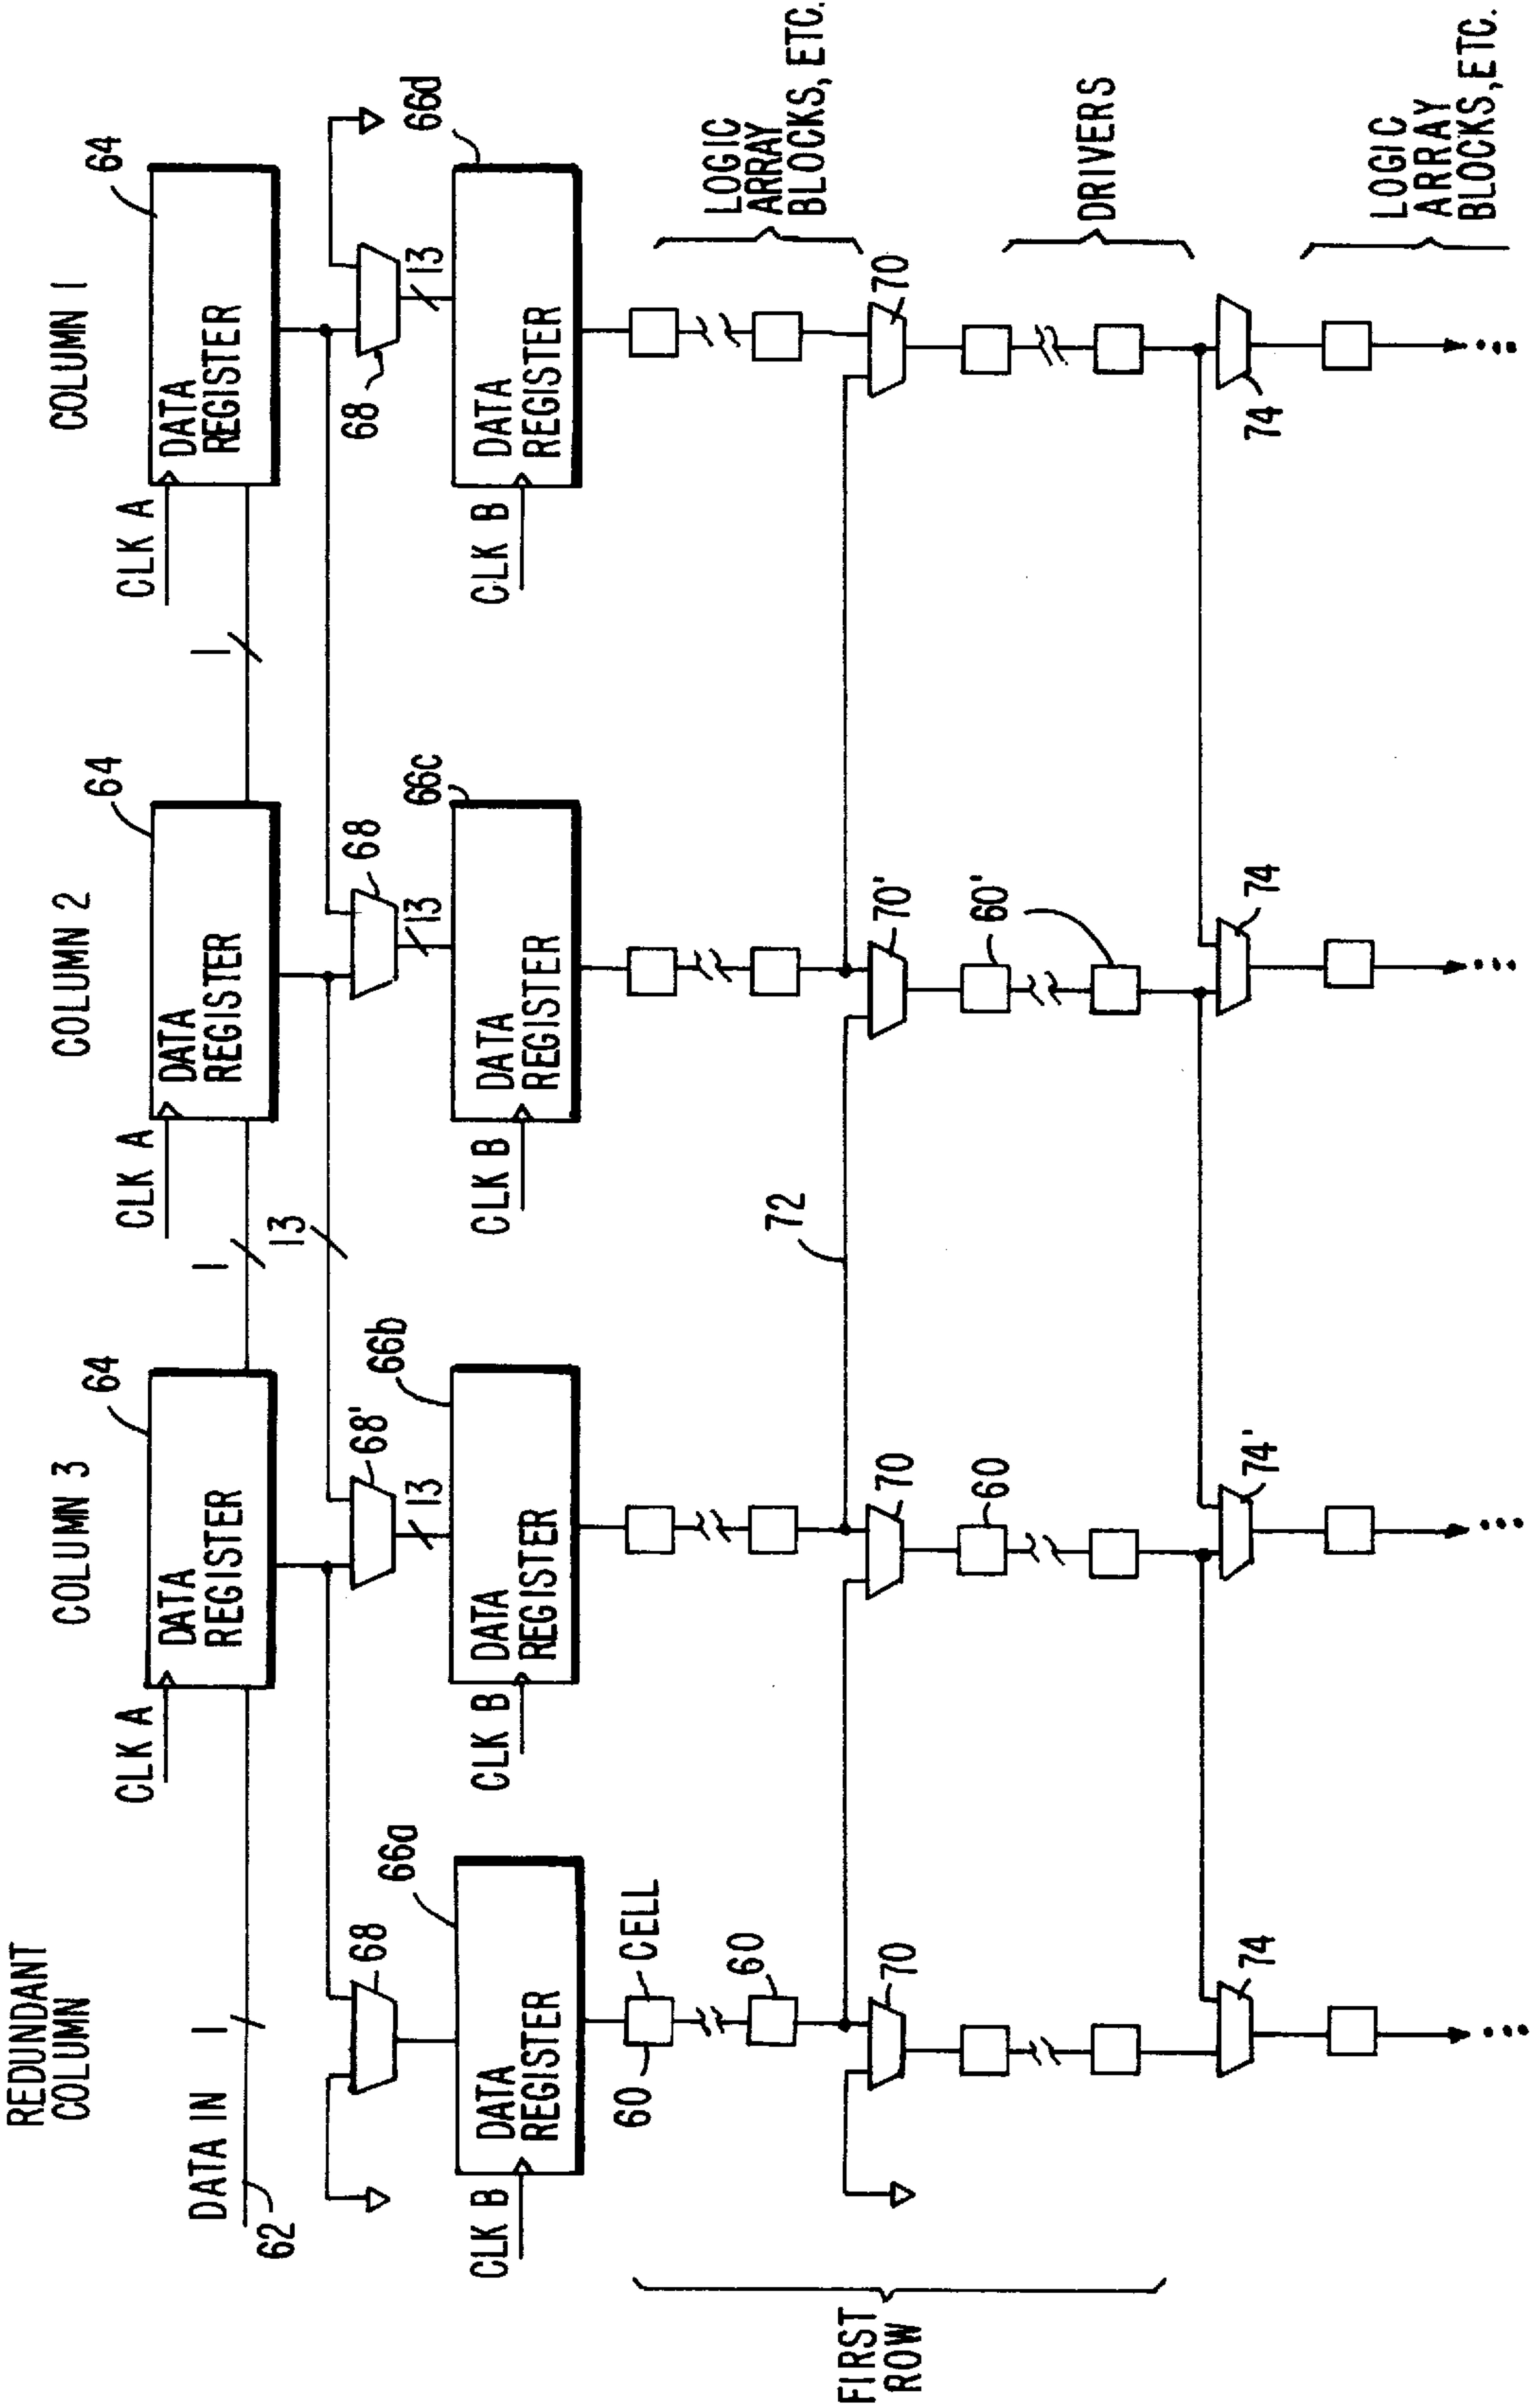 REDUNDANT
COLUMN
COLUMN 3
COLUMN 2
COLUMN 1
CLK A
64
CLK A
64
CLK A
64
DATA
REGISTER
DATA
REGISTER
DATA
REGISTER
DATA IN
1
1
1
62
13
68
68'
68
68
13
13
13
66a
66b
66c
66d
CLK B
DATA
REGISTER
CLK B
DATA
REGISTER
CLK B
DATA
REGISTER
CLK B
DATA
REGISTER
60
CELL
60
72
LOGIC
ARRAY
BLOCKS, ETC.
70
70
70'
70
FIRST
ROW
60
60'
DRIVERS
74
74'
74
74
LOGIC
ARRAY
BLOCKS, ETC.